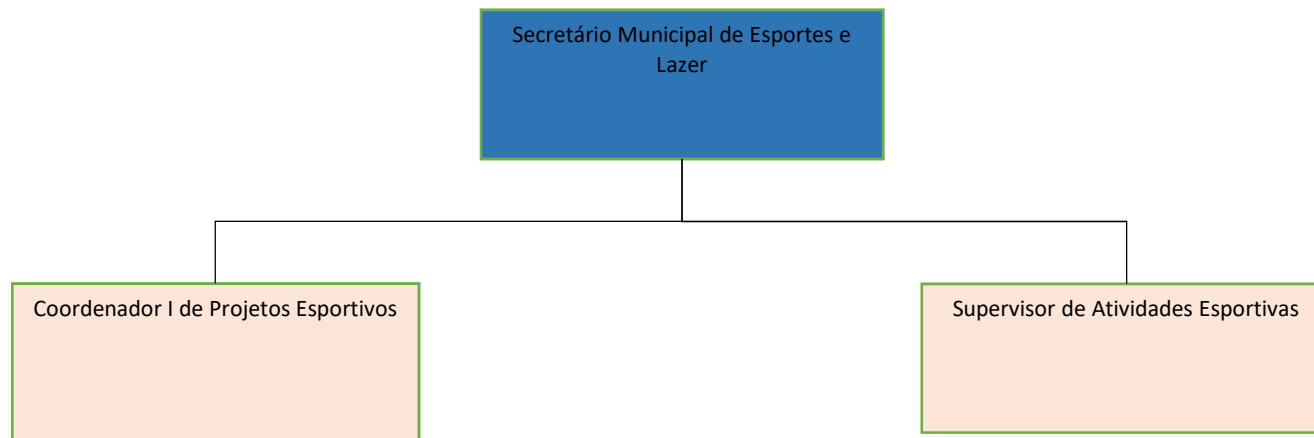 Secretário Municipal de Esportes e
Lazer
Coordenador I de Projetos Esportivos
Supervisor de Atividades Esportivas